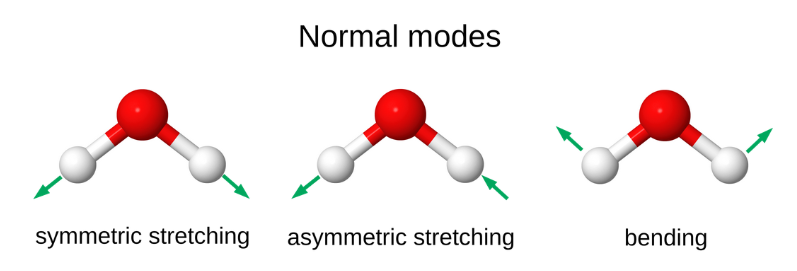 Normal modes
symmetric stretching
asymmetric stretching
bending